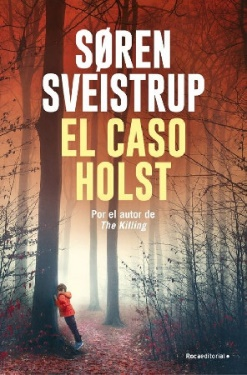 SØREN
SVEISTRUP
EL CASO
HOLST
Por el autor de
The Killing
Rocaeditorial